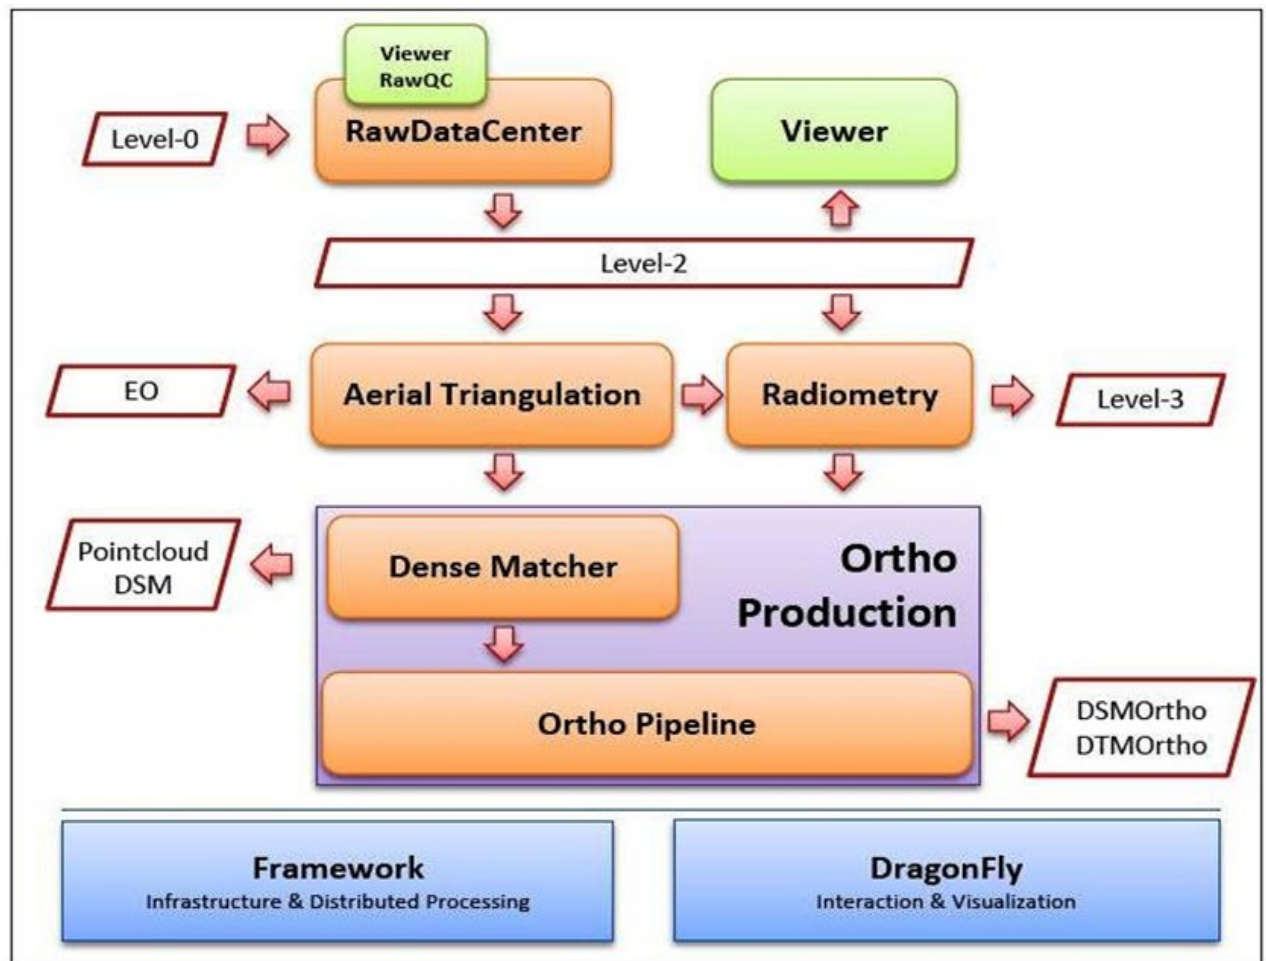 Viewer
RawQC
RawDataCenter
Viewer
Level-0
Level-2
EO
Aerial Triangulation
Radiometry
Level-3
Pointcloud
DSM
Dense Matcher
Ortho
Production
Ortho Pipeline
DSMOrtho
DTMOrtho
Framework
Infrastructure & Distributed Processing
DragonFly
Interaction & Visualization